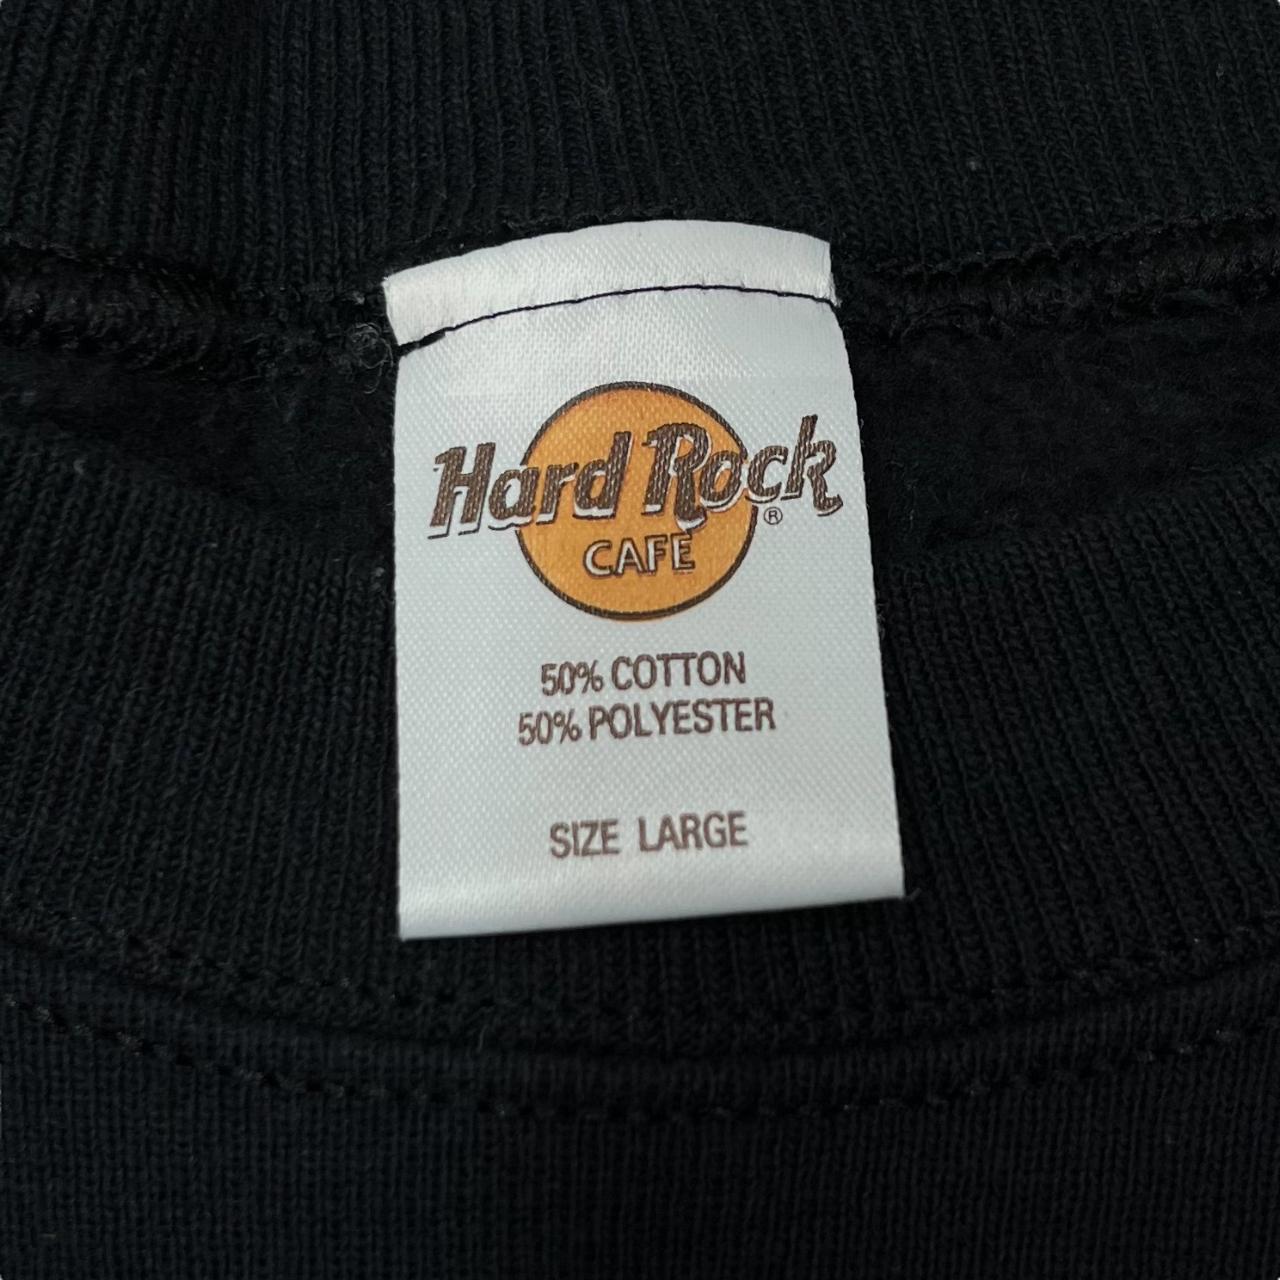 Hard Rock ®
CAFE
50% COTTON
50% POLYESTER
SIZE LARGE